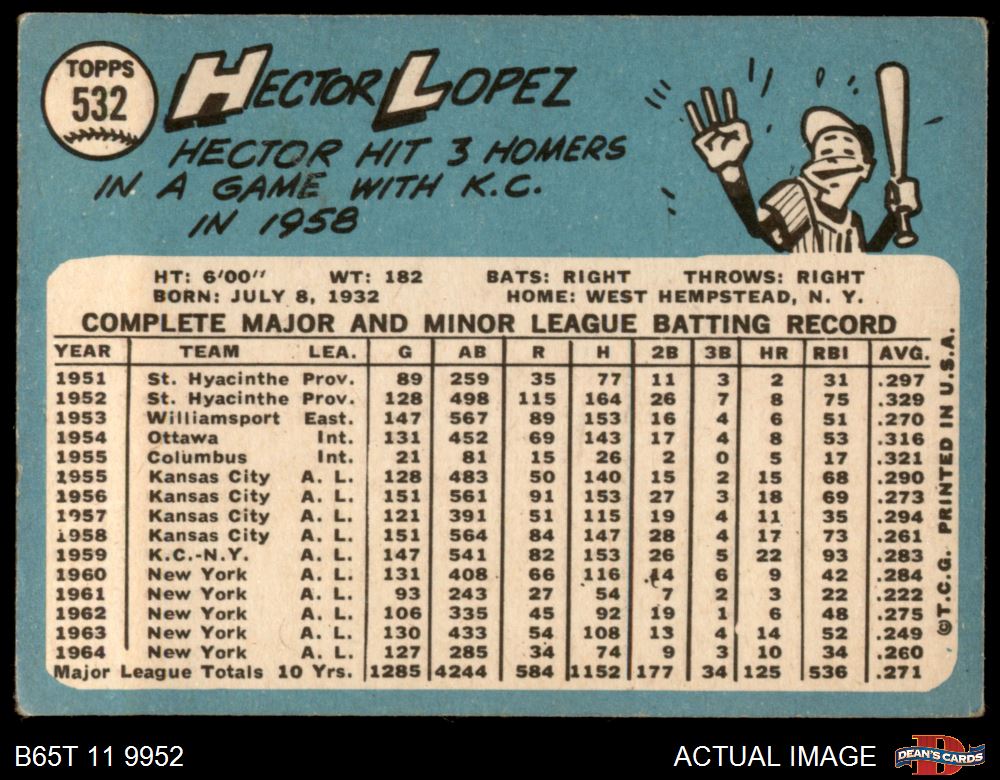 TOPPS
532
HECTOR LOPEZ
HECTOR HIT 3 HOMERS
IN A GAME WITH K.C.
IN 1958
HT: 6'00" WT: 182 BATS: RIGHT THROWS: RIGHT
BORN: JULY 8, 1932 HOME: WEST HEMPSTEAD, N. Y.
COMPLETE MAJOR AND MINOR LEAGUE BATTING RECORD
YEAR TEAM LEA. G AB R H 2B 3B HR RBI AVG.
1951 St. Hyacinthe Prov. 89 259 35 77 11 3 2 31 .297
1952 St. Hyacinthe Prov. 128 498 115 164 26 7 8 75 .329
1953 Williamsport East. 147 567 89 153 16 4 6 51 .270
1954 Ottawa Int. 131 452 69 143 17 4 8 53 .316
1955 Columbus Int. 21 81 15 26 2 0 5 17 .321
1955 Kansas City A. L. 128 483 50 140 15 2 15 68 .290
1956 Kansas City A. L. 151 561 91 153 27 3 18 69 .273
1957 Kansas City A. L. 121 391 51 115 19 4 11 35 .294
1958 Kansas City A. L. 151 564 84 147 28 4 17 73 .261
1959 K.C.-N.Y. A. L. 147 541 82 153 26 5 22 93 .283
1960 New York A. L. 131 408 66 116 14 6 9 42 .284
1961 New York A. L. 93 243 27 54 7 2 3 22 .222
1962 New York A. L. 106 335 45 92 19 1 6 48 .275
1963 New York A. L. 130 433 54 108 13 4 14 52 .249
1964 New York A. L. 127 285 34 74 9 3 10 34 .260
Major League Totals 10 Yrs. 1285 4244 584 1152 177 34 125 536 .271
©T.C.G. PRINTED IN U.S.A.
B65T 11 9952
ACTUAL IMAGE
DEAN'S CARDS